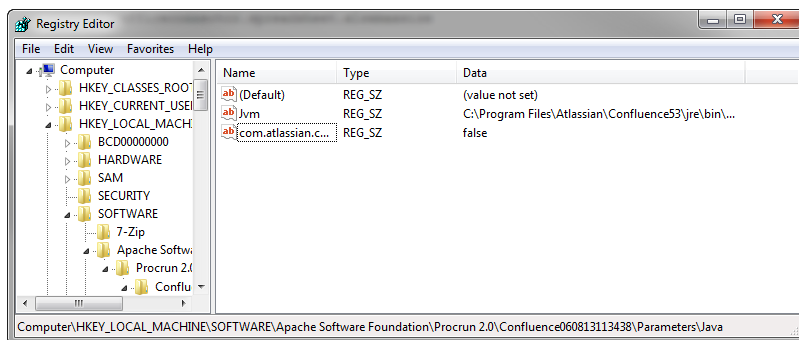 Registry Editor
File Edit View Favorites Help
Computer
HKEY_CLASSES_ROOT
HKEY_CURRENT_USE
HKEY_LOCAL_MACH
BCD00000000
HARDWARE
SAM
SECURITY
SOFTWARE
7-Zip
Apache Softwa
Procrun 2.0
Conflu
Name Type Data
(Default) REG_SZ (value not set)
Jvm REG_SZ C:\Program Files\Atlassian\Confluence53\jre\bin\...
com.atlassian.c... REG_SZ false
Computer\HKEY_LOCAL_MACHINE\SOFTWARE\Apache Software Foundation\Procrun 2.0\Confluence060813113438\Parameters\Java